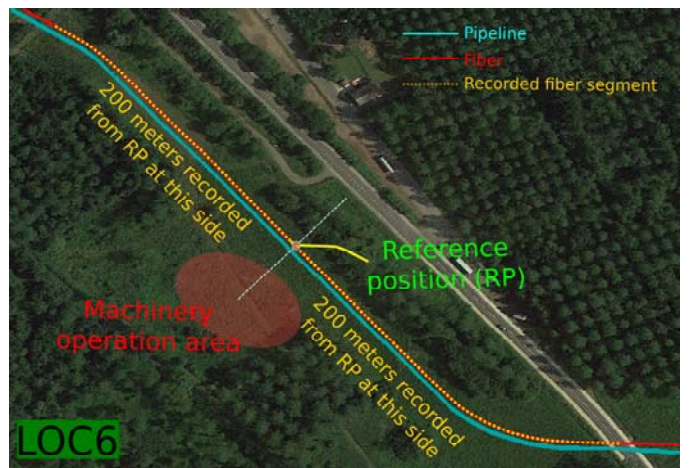 Pipeline
Fiber
Recorded fiber segment
200 meters recorded
from RP at this side
Reference
position (RP)
Machinery
operation area
200 meters recorded
from RP at this side
LOC6